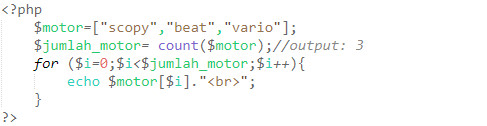 <?php
$motor=["scopy","beat","vario"];
$jumlah_motor= count($motor);//output: 3
for ($i=0;$i<$jumlah_motor;$i++){
echo $motor[$i]."<br>";
}
?>